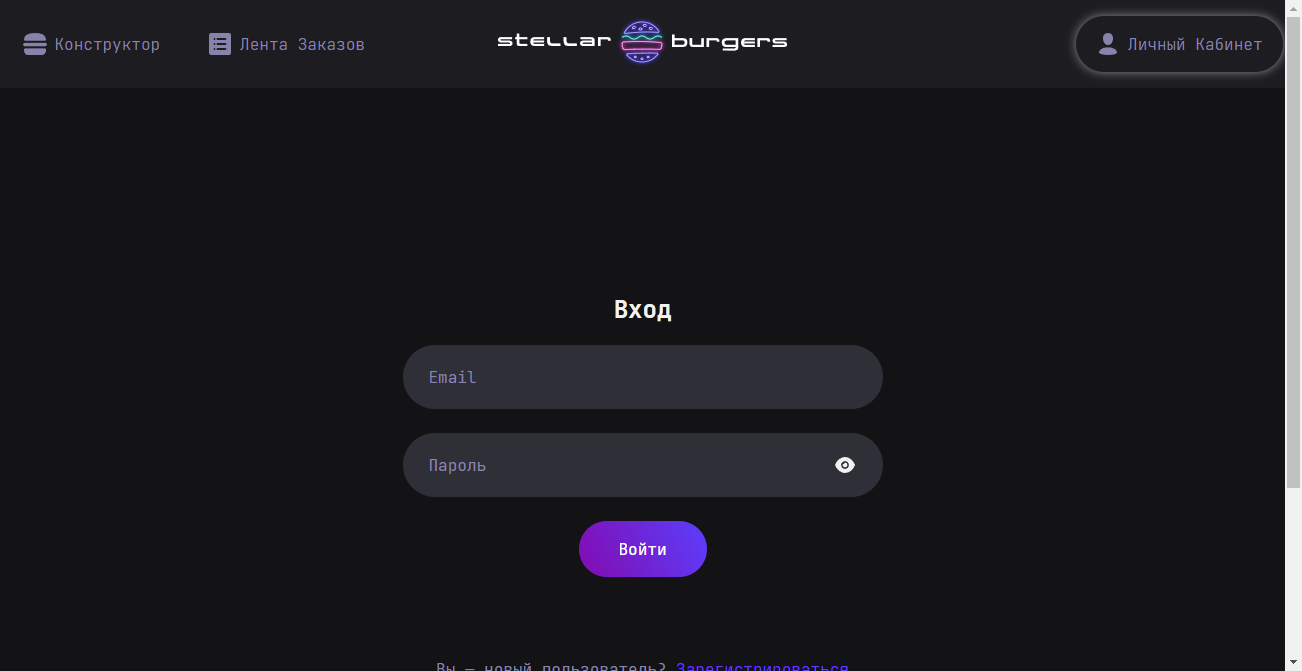 Конструктор
Лента Заказов
stellar burgers
Личный Кабинет
Вход
Email
Пароль
Войти
Вы — новый пользователь? Зарегистрироваться